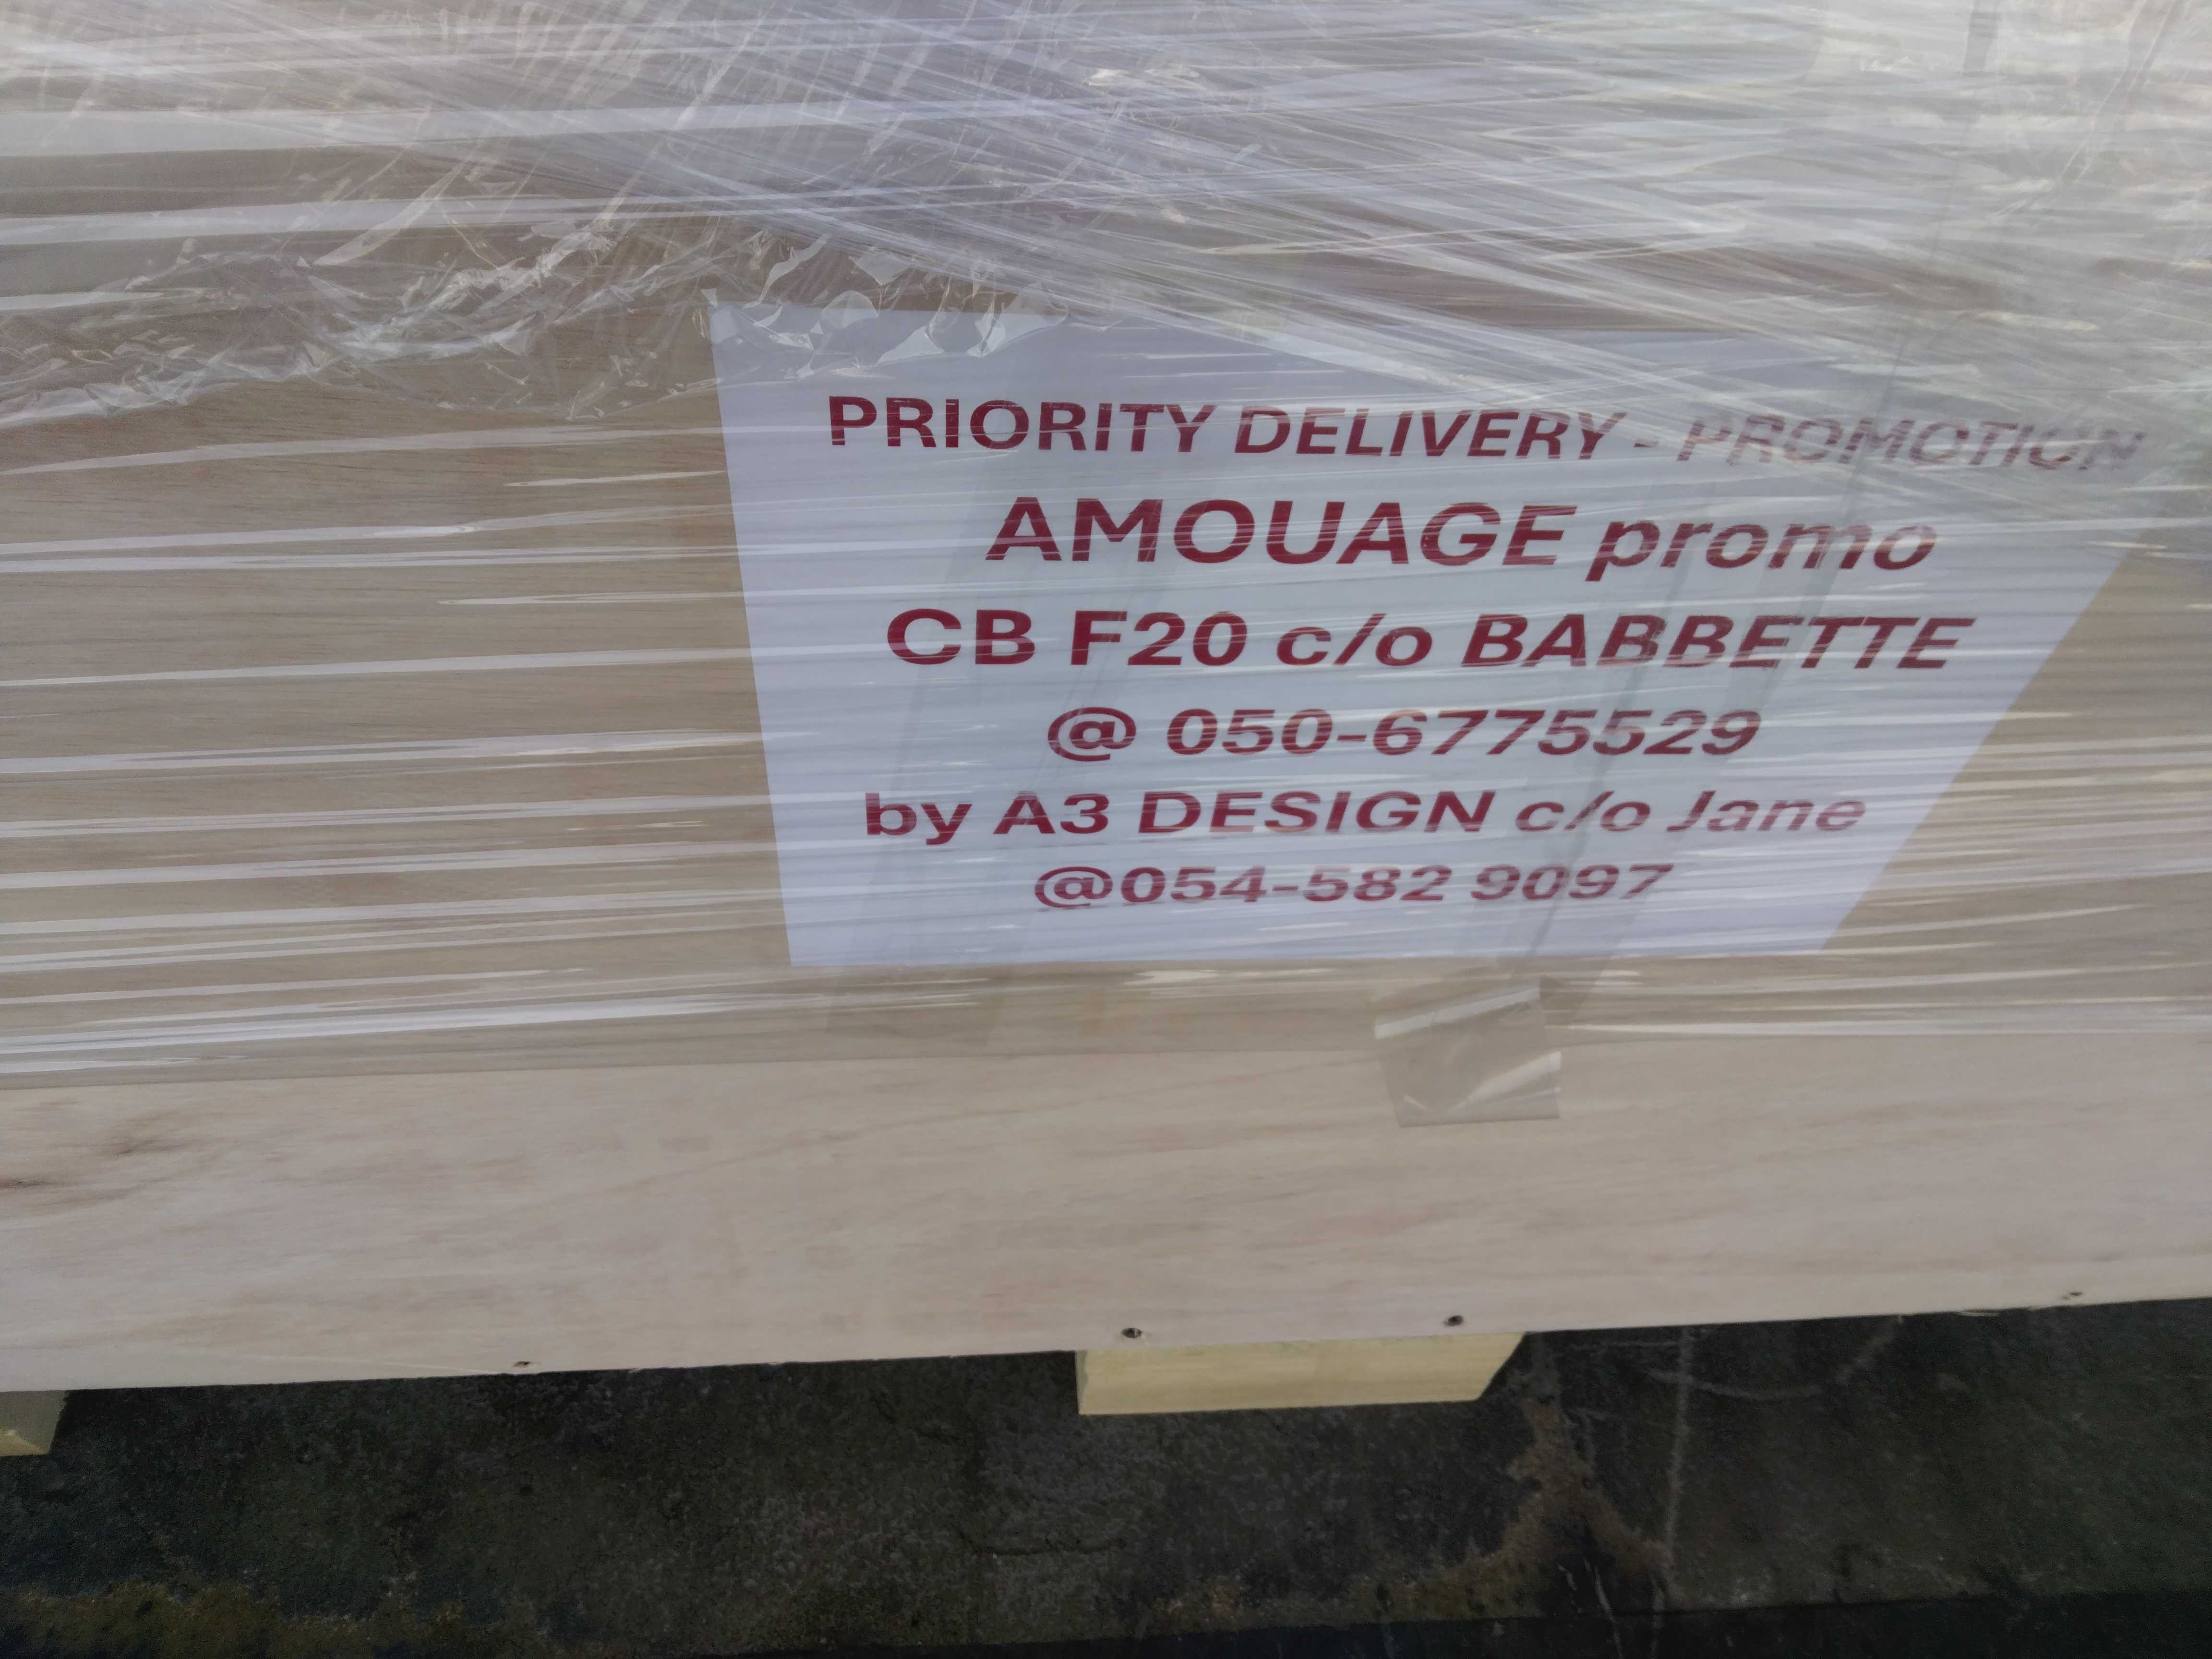 PRIORITY DELIVERY - PROMOTION
AMOUAGE promo
CB F20 c/o BABBETTE
@ 050-6775529
by A3 DESIGN c/o Jane
@054-582 9097